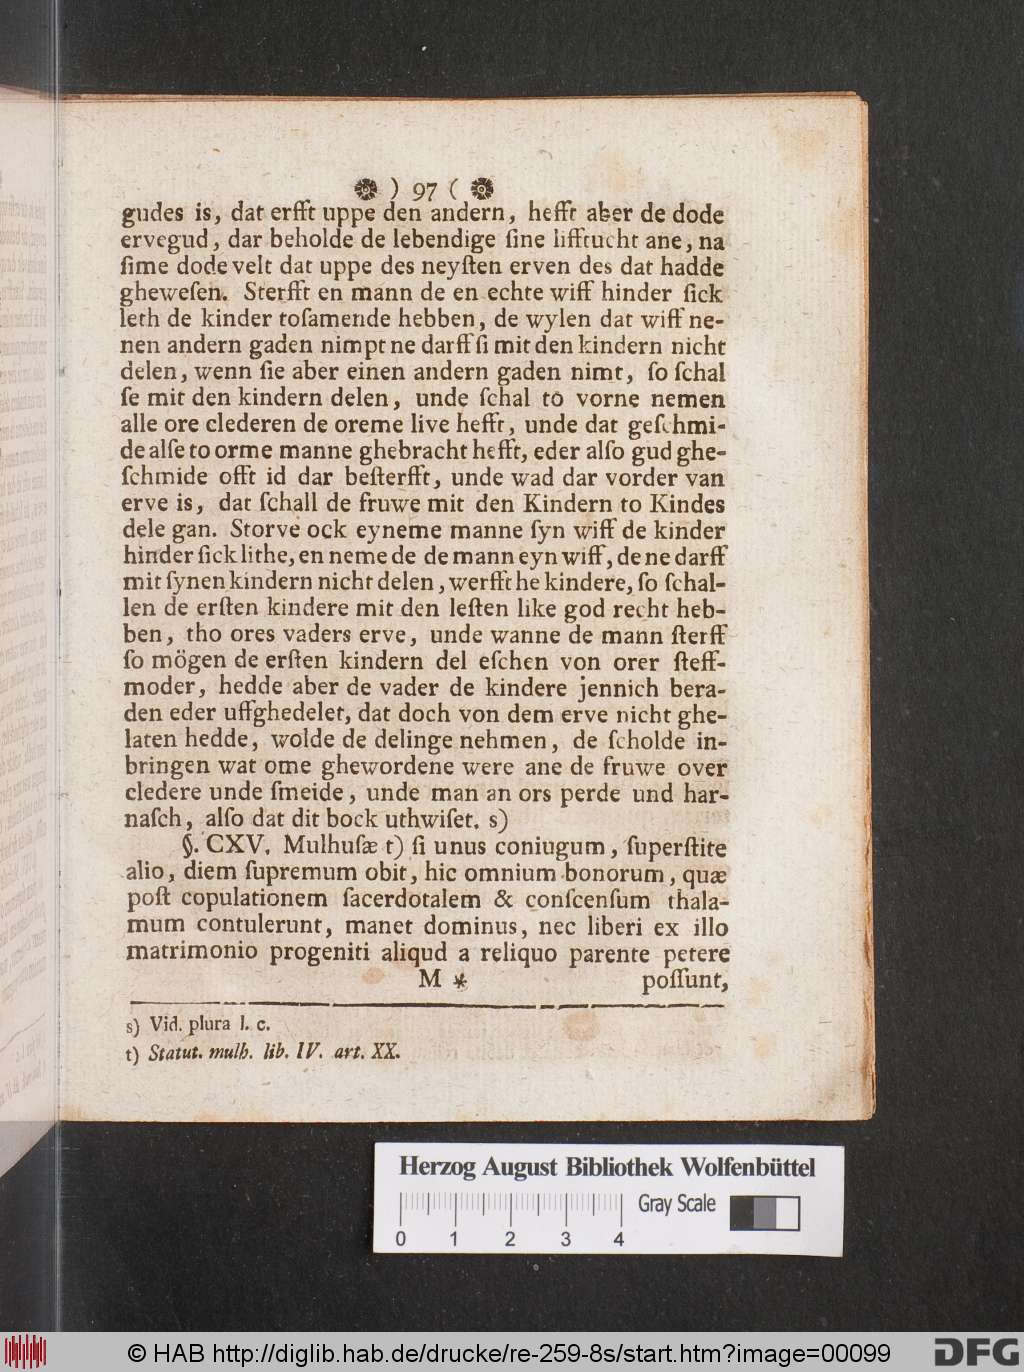 ) 97 (
gudes is, dat erfft uppe den andern, hefft aber de dode
ervegud, dar beholde de lebendige ſine lifftucht ane, na
ſime dode velt dat uppe des neyſten erven des dat hadde
gheweſen. Sterfft en mann de en echte wiff hinder ſick
leth de kinder toſamende hebben, de wylen dat wiff ne-
nen andern gaden nimpt ne darff ſi mit den kindern nicht
delen, wenn ſie aber einen andern gaden nimt, ſo ſchal
ſe mit den kindern delen, unde ſchal to vorne nemen
alle ore clederen de oreme live hefft, unde dat geſchmi-
de alſe to orme manne ghebracht hefft, eder alſo gud ghe-
ſchmide offt id dar beſterfft, unde wad dar vorder van
erve is, dat ſchall de fruwe mit den Kindern to Kindes
dele gan. Storve ock eyneme manne ſyn wiff de kinder
hinder ſick lithe, en neme de de mann eyn wiff, de ne darff
mit ſynen kindern nicht delen, werfft he kindere, ſo ſchal-
len de erſten kindere mit den leſten like god recht heb-
ben, tho ores vaders erve, unde wanne de mann ſterff
ſo mögen de erſten kindern del eſchen von orer ſteff-
moder, hedde aber de vader de kindere jennich bera-
den eder uffghedelet, dat doch von dem erve nicht ghe-
laten hedde, wolde de delinge nehmen, de ſcholde in-
bringen wat ome ghewordene were ane de fruwe over
cledere unde ſmeide, unde man an ors perde und har-
naſch, alſo dat dit bock uthwiſet. s)
§. CXV. Mulhuſæ t) ſi unus coniugum, ſuperſtite
alio, diem ſupremum obit, hic omnium bonorum, quæ
poſt copulationem ſacerdotalem & conſcenſum thala-
mum contulerunt, manet dominus, nec liberi ex illo
matrimonio progeniti aliqud a reliquo parente petere
M * poſſunt,
s) Vid. plura l. c.
t) Statut. mulh. lib. IV. art. XX.
Herzog August Bibliothek Wolfenbüttel
Gray Scale
0 1 2 3 4
© HAB http://diglib.hab.de/drucke/re-259-8s/start.htm?image=00099
DFG